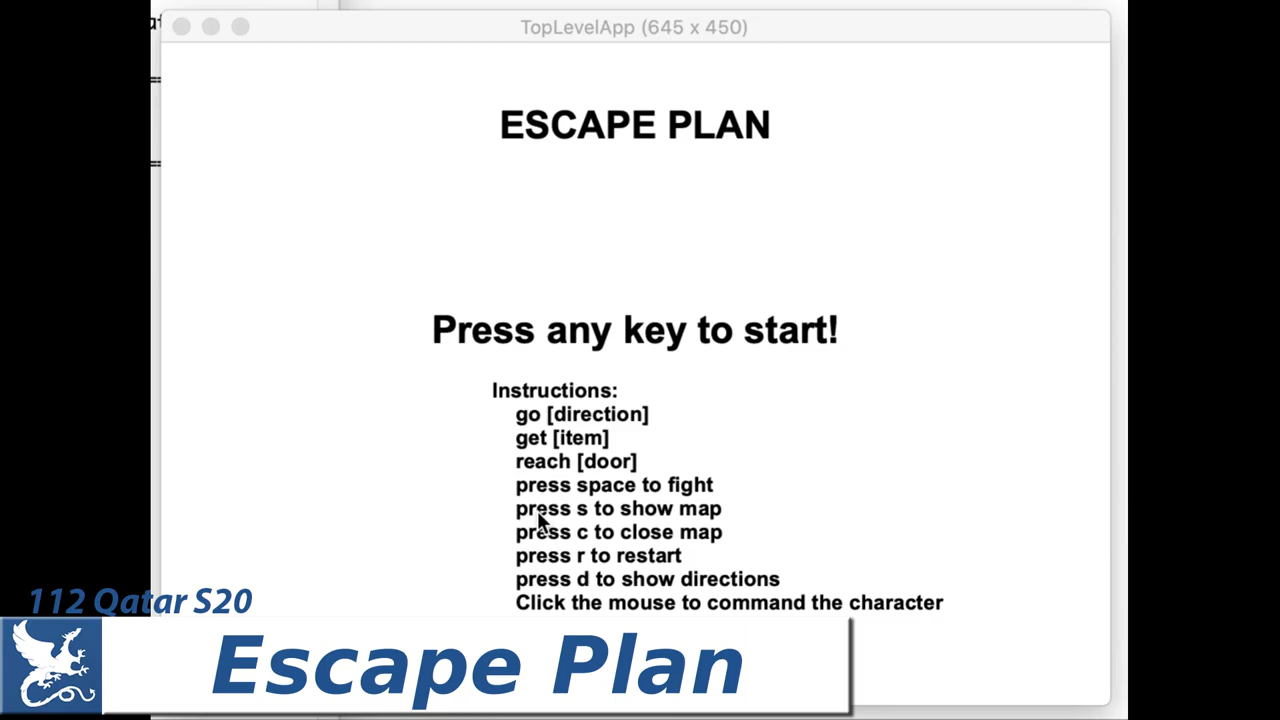 TopLevelApp (645 x 450)
ESCAPE PLAN
Press any key to start!
Instructions:
go [direction]
get [item]
reach [door]
press space to fight
press s to show map
press c to close map
press r to restart
press d to show directions
Click the mouse to command the character
112 Qatar S20
Escape Plan